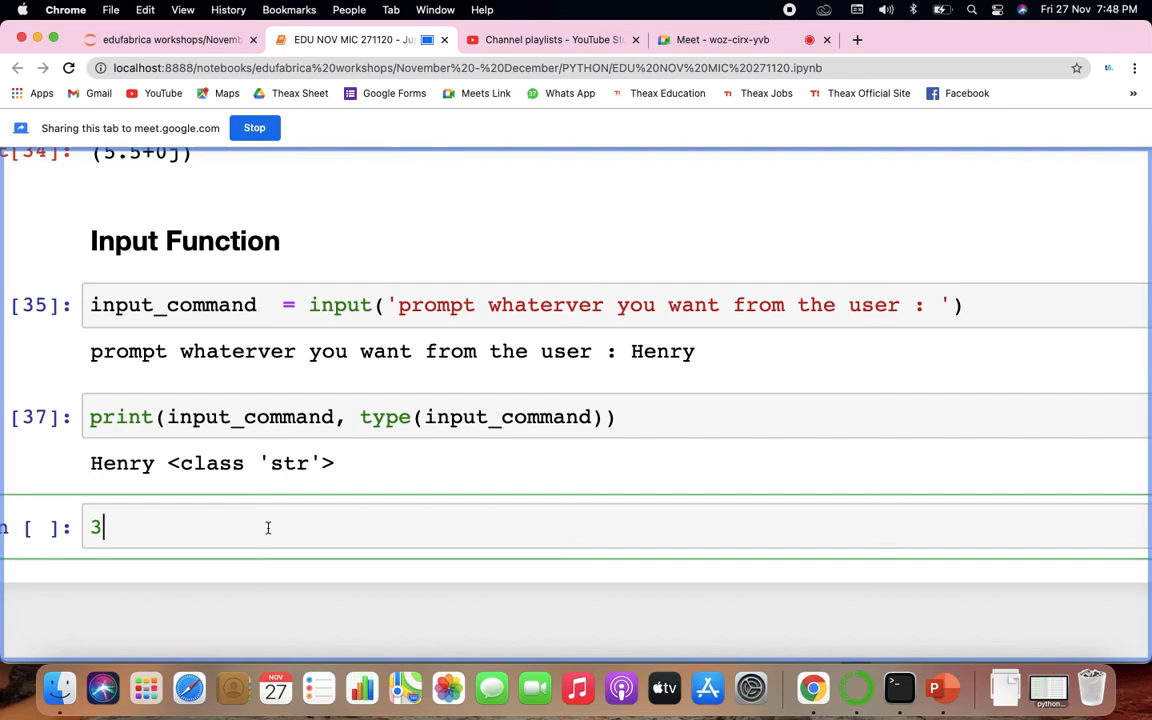 Chrome File Edit View History Bookmarks People Tab Window Help Fri 27 Nov 7:48 PM
edufabrica workshops/Novemb EDU NOV MIC 271120 - Ju Channel playlists - YouTube St Meet - woz-cirx-yvb
localhost:8888/notebooks/edufabrica%20workshops/November%20-%20December/PYTHON/EDU%20NOV%20MIC%20271120.ipynb
Apps Gmail YouTube Maps Theax Sheet Google Forms Meets Link Whats App Theax Education Theax Jobs Theax Official Site Facebook »
Sharing this tab to meet.google.com Stop
t[34]: (5.5+0j)
Input Function
[35]: input_command = input('prompt whaterver you want from the user : ')
prompt whaterver you want from the user : Henry
[37]: print(input_command, type(input_command))
Henry <class 'str'>
n [ ]: 3
NOV
27
tv
python...